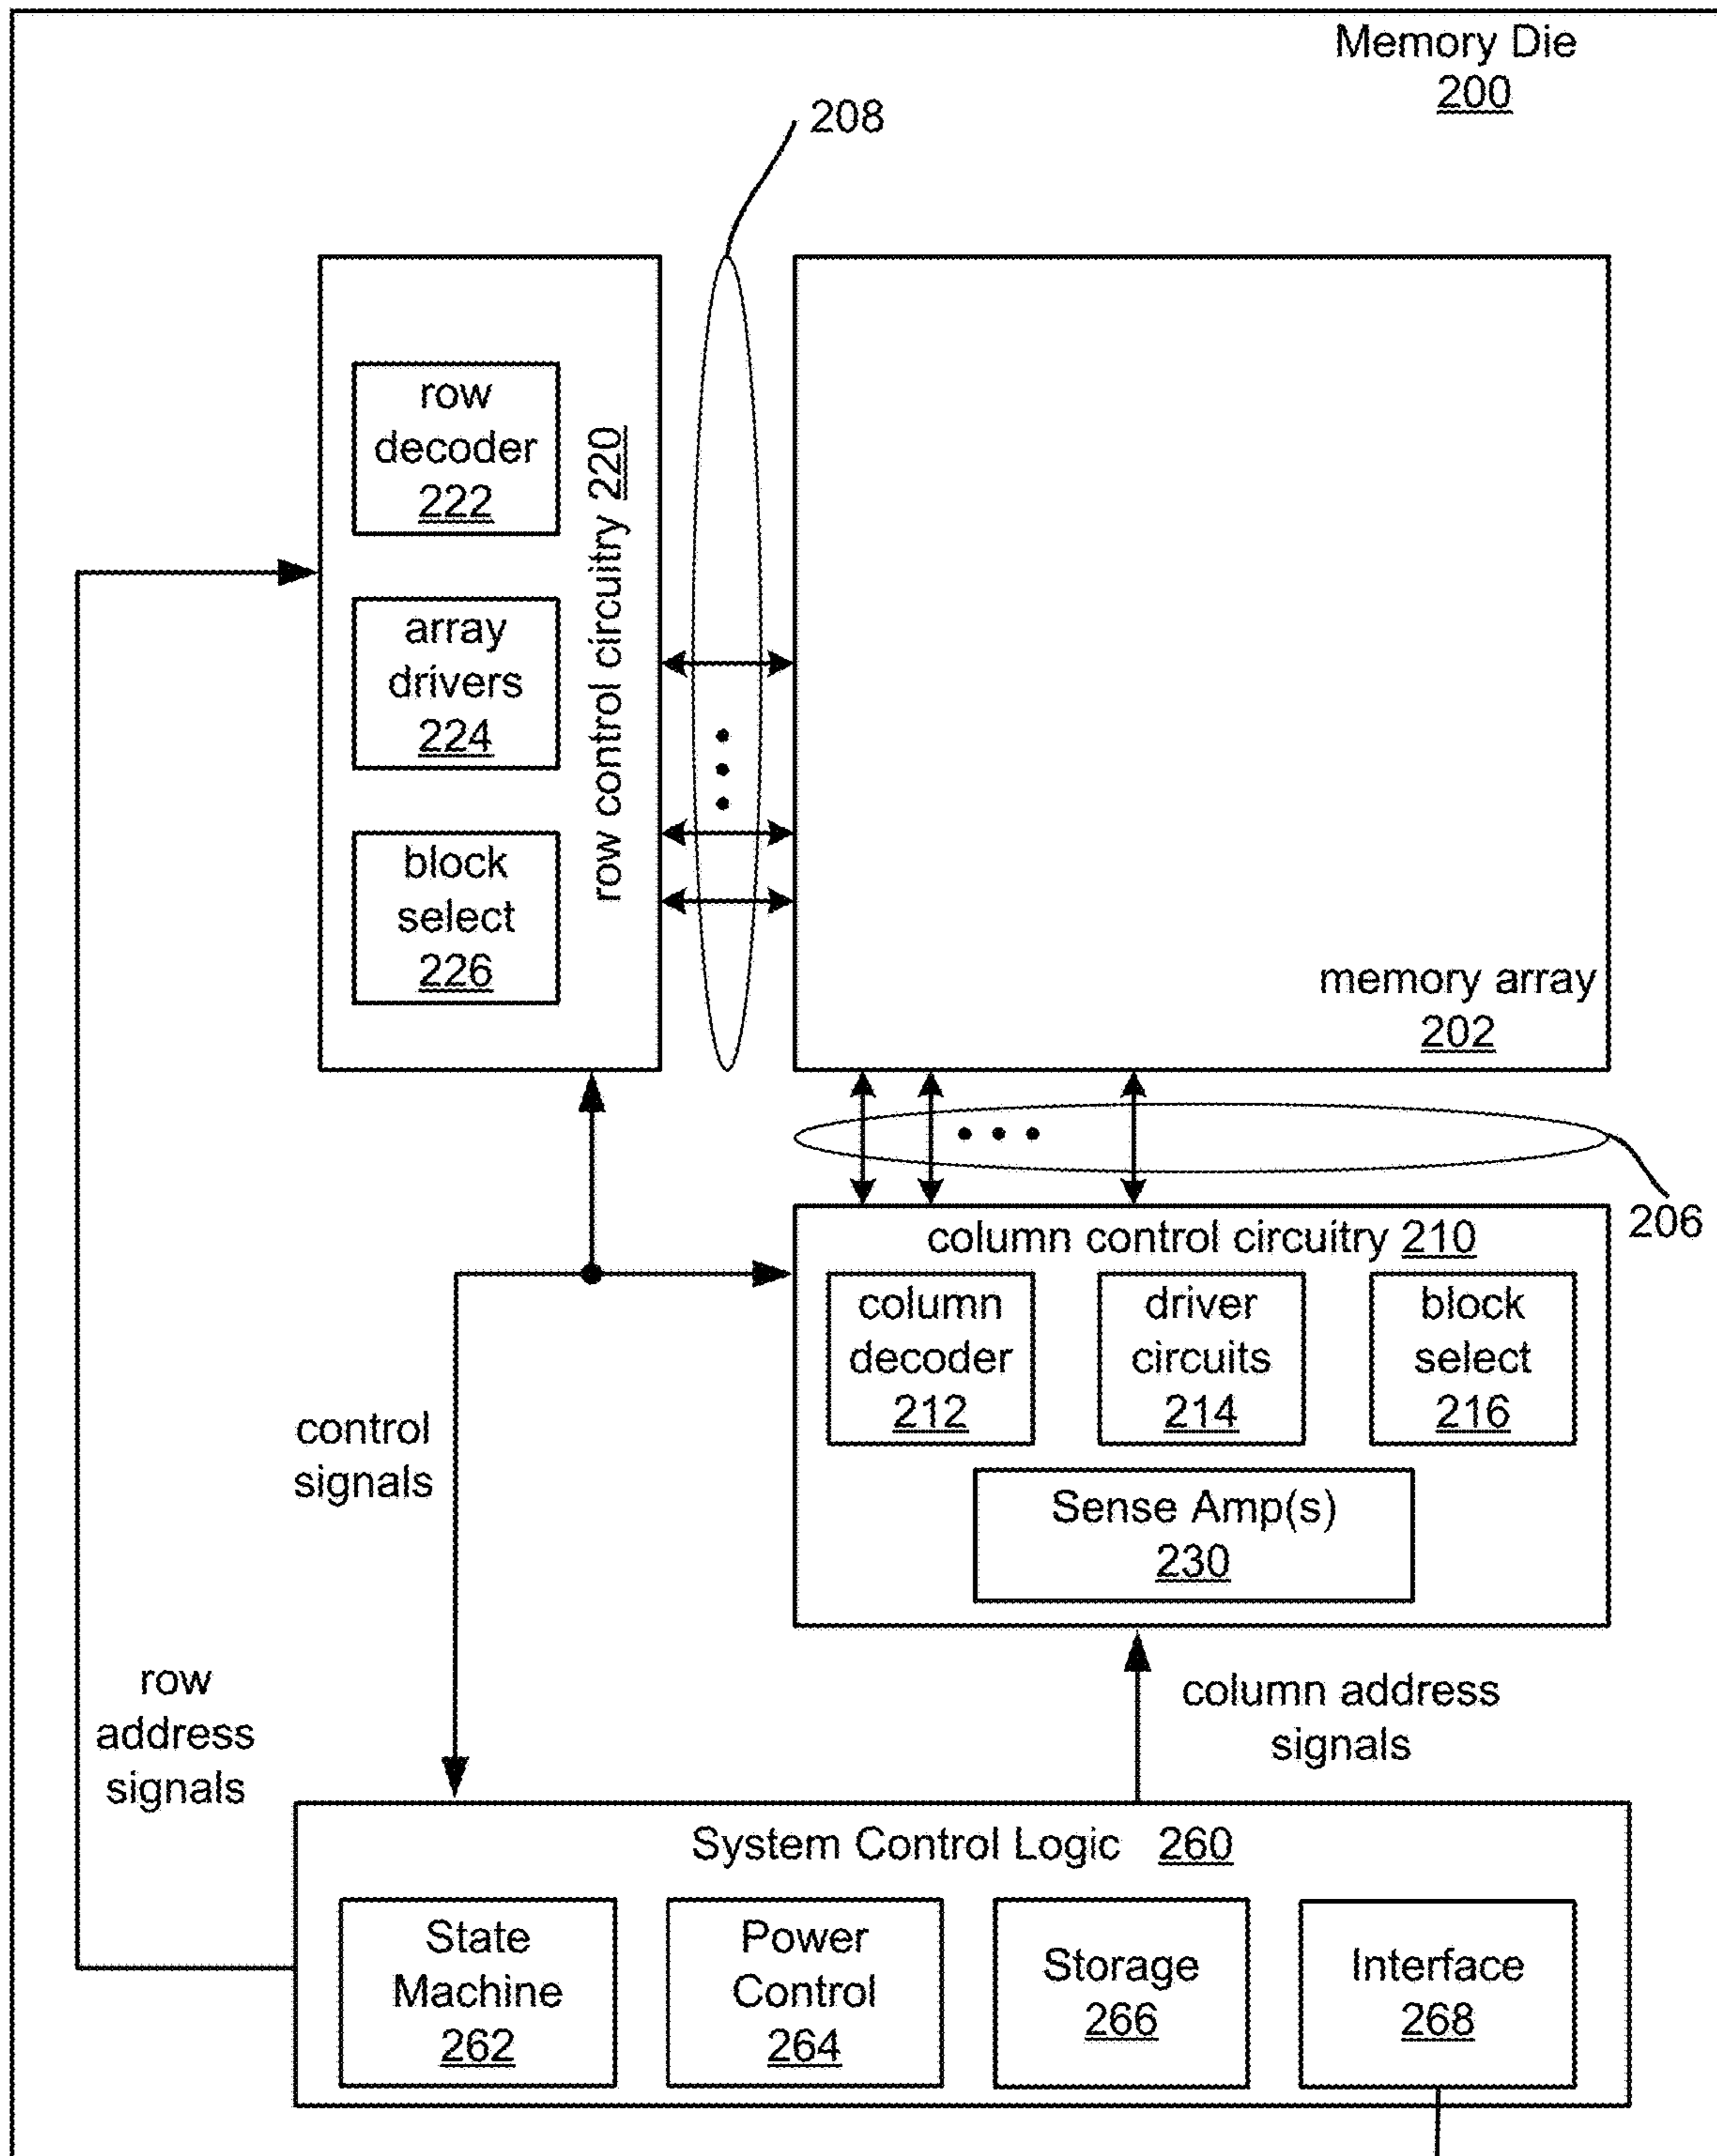 Memory Die
200
208
row
decoder
222
array
drivers
224
block
select
226
row control circuitry 220
memory array
202
206
column control circuitry 210
column
decoder
212
driver
circuits
214
block
select
216
Sense Amp(s)
230
control
signals
row
address
signals
column address
signals
System Control Logic 260
State
Machine
262
Power
Control
264
Storage
266
Interface
268